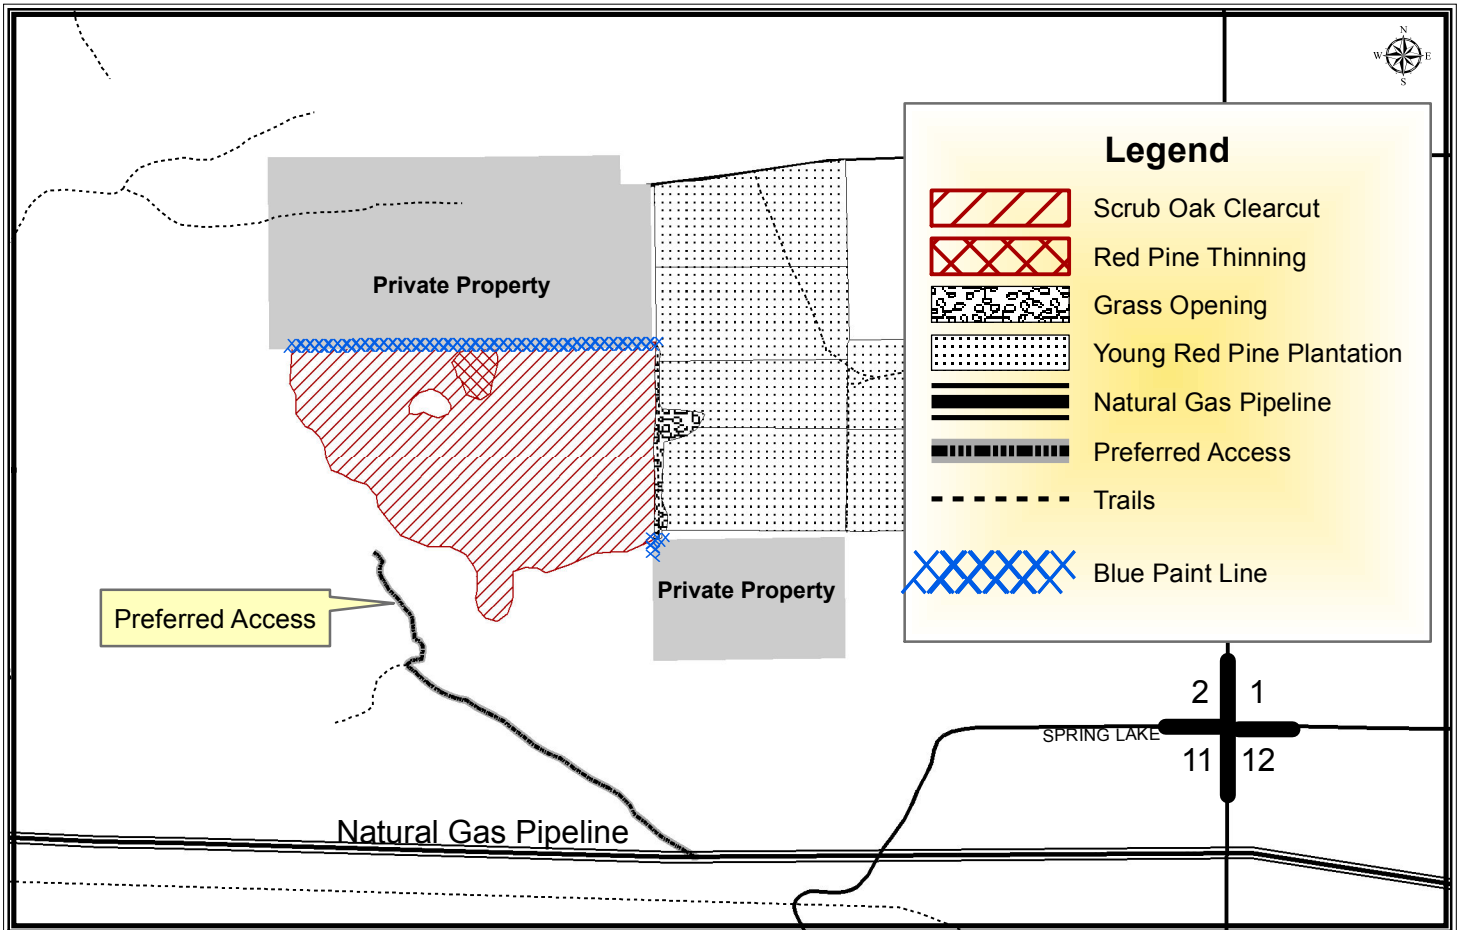 N
W E
S
Legend
Scrub Oak Clearcut
Red Pine Thinning
Grass Opening
Young Red Pine Plantation
Natural Gas Pipeline
Preferred Access
Trails
Blue Paint Line
Private Property
Private Property
Preferred Access
2 1
SPRING LAKE
11 12
Natural Gas Pipeline